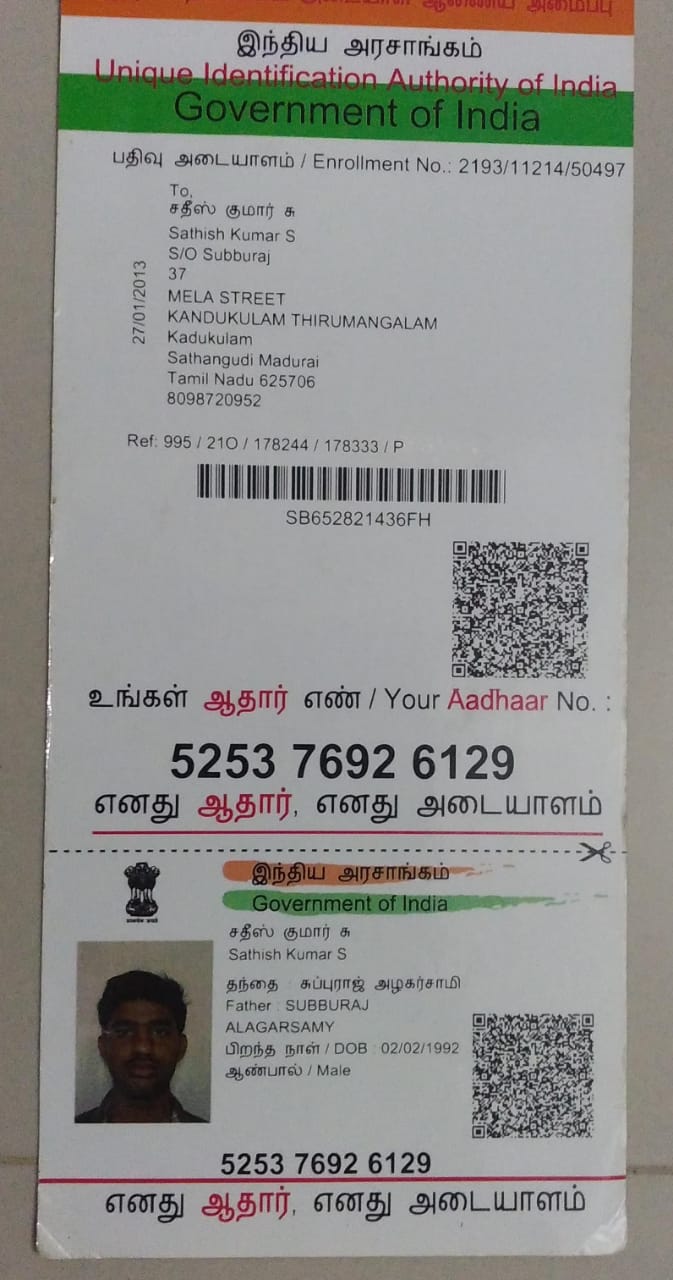 இந்திய அரசாங்கம்
Unique Identification Authority of India
Government of India
பதிவு அடையாளம் / Enrollment No.: 2193/11214/50497
To,
சதீஸ் குமார் சு
Sathish Kumar S
S/O Subburaj
37
MELA STREET
KANDUKULAM THIRUMANGALAM
Kadukulam
Sathangudi Madurai
Tamil Nadu 625706
8098720952
27/01/2013
Ref: 995 / 21O / 178244 / 178333 / P
SB652821436FH
உங்கள் ஆதார் எண் / Your Aadhaar No. :
5253 7692 6129
எனது ஆதார், எனது அடையாளம்
இந்திய அரசாங்கம்
Government of India
சதீஸ் குமார் சு
Sathish Kumar S
தந்தை : சுப்புராஜ் அழகர்சாமி
Father : SUBBURAJ
ALAGARSAMY
பிறந்த நாள் / DOB : 02/02/1992
ஆண்பால் / Male
5253 7692 6129
எனது ஆதார், எனது அடையாளம்